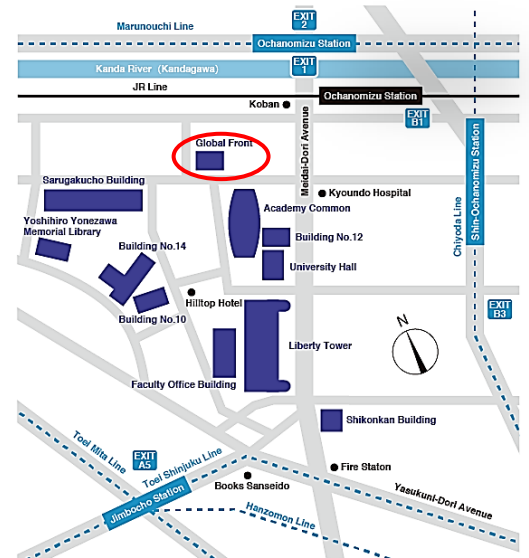 Marunouchi Line
EXIT
2
Ochanomizu Station
EXIT
1
Kanda River (Kandagawa)
JR Line
Ochanomizu Station
Koban
EXIT
B1
Global Front
Meidai-Dori Avenue
Shin-Ochanomizu Station
Chiyoda Line
Sarugakucho Building
Kyoundo Hospital
Academy Common
Yoshihiro Yonezawa
Memorial Library
Building No.12
Building No.14
University Hall
Hilltop Hotel
EXIT
B3
Building No.10
N
Liberty Tower
Faculty Office Building
Shikonkan Building
Toei Mita Line
EXIT
A5
Toei Shinjuku Line
Fire Staton
Books Sanseido
Jimbocho Station
Yasukuni-Dori Avenue
Hanzomon Line